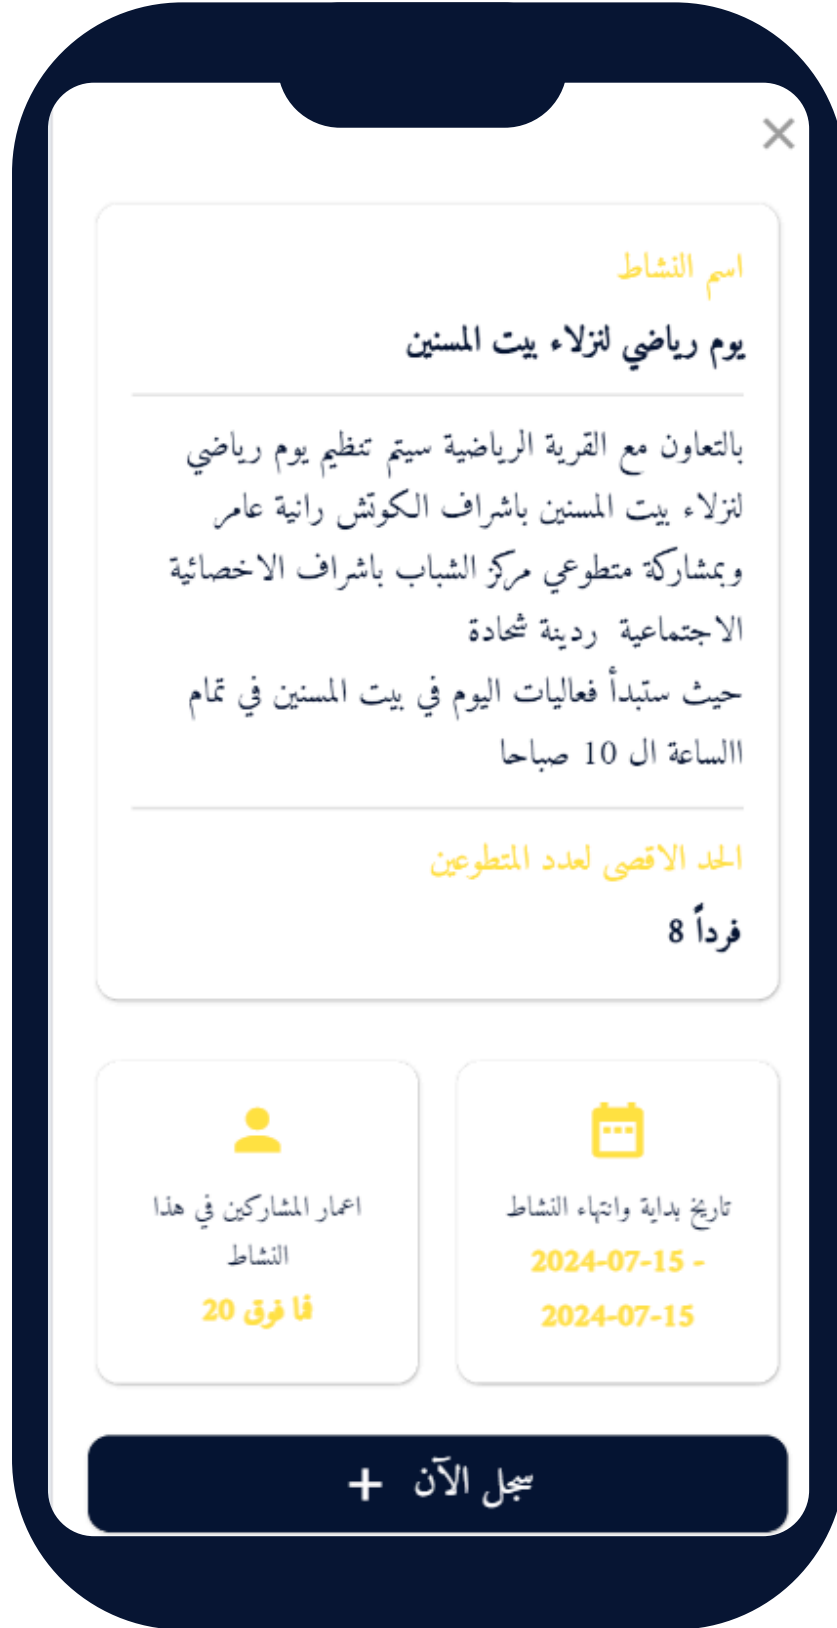 اسم النشاط
يوم رياضي لنزلاء بيت المسنين
بالتعاون مع القرية الرياضية سيتم تنظيم يوم رياضي
لنزلاء بيت المسنين باشراف الكوتش رانية عامر
وبمشاركة متطوعي مركز الشباب باشراف الاخصائية
الاجتماعية ردينة شحادة
حيث ستبدأ فعاليات اليوم في بيت المسنين في تمام
االساعة ال 10 صباحا
الحد الاقصى لعدد المتطوعين
فرداً 8
تاريخ بداية وانتهاء النشاط
2024-07-15 -
2024-07-15
اعمار المشاركين في هذا
النشاط
فما فوق 20
سجل الآن +